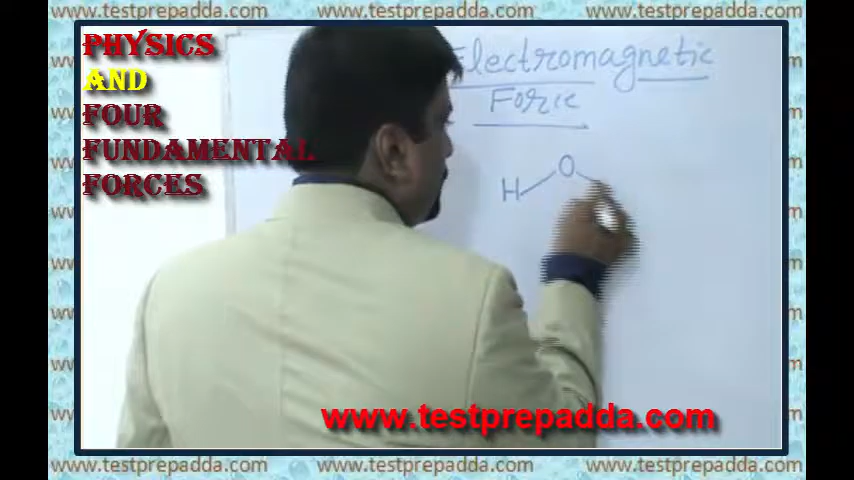 www.testprepadda.com www.testprepadda.com www.testprepadda.com
PHYSICS
AND
FOUR
FUNDAMENTAL
FORCES
Electromagnetic
Force
O
H
www.testprepadda.com
www.testprepadda.com www.testprepadda.com www.testprepadda.com